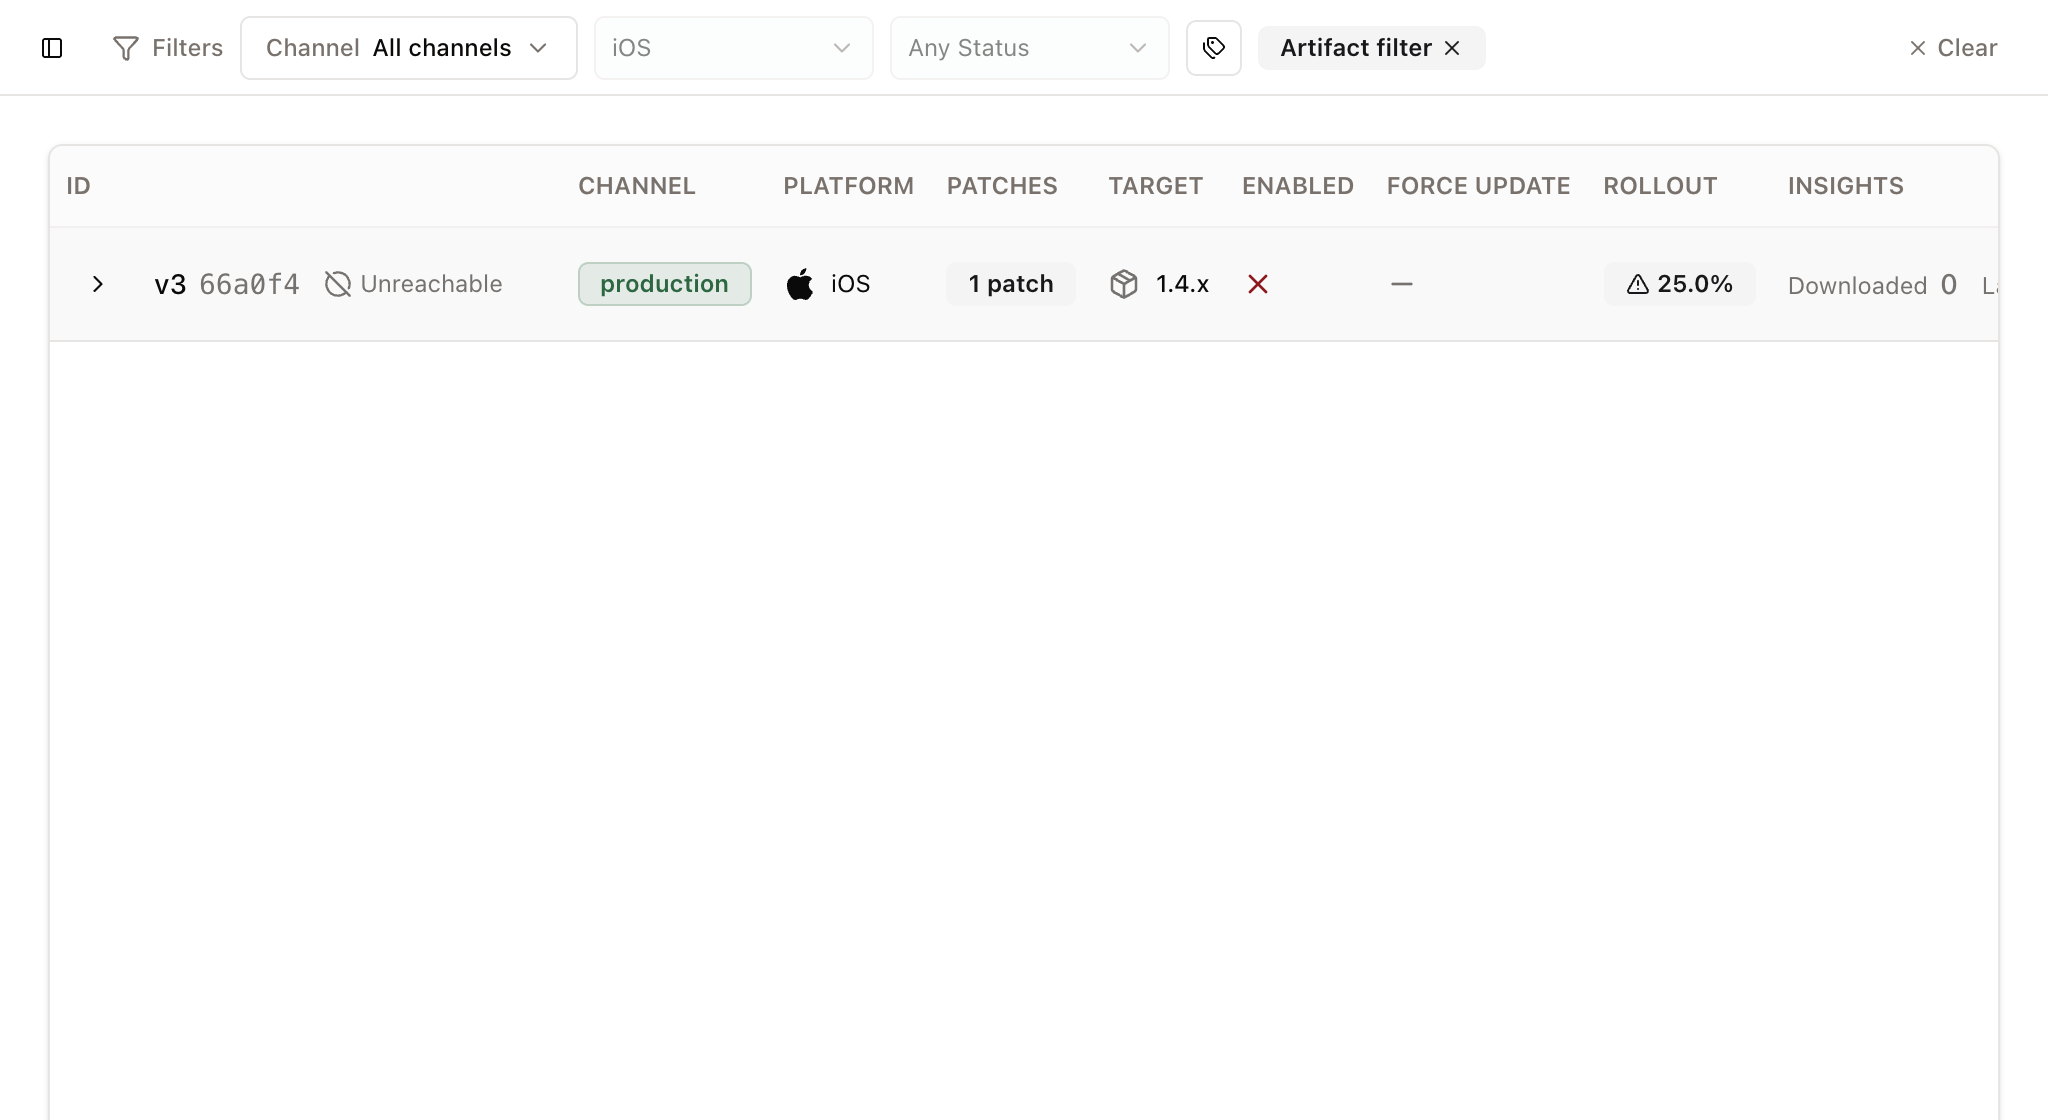 Filters Channel All channels iOS Any Status Artifact filter Clear
ID CHANNEL PLATFORM PATCHES TARGET ENABLED FORCE UPDATE ROLLOUT INSIGHTS
v3 66a0f4 Unreachable production iOS 1 patch 1.4.x — 25.0% Downloaded 0